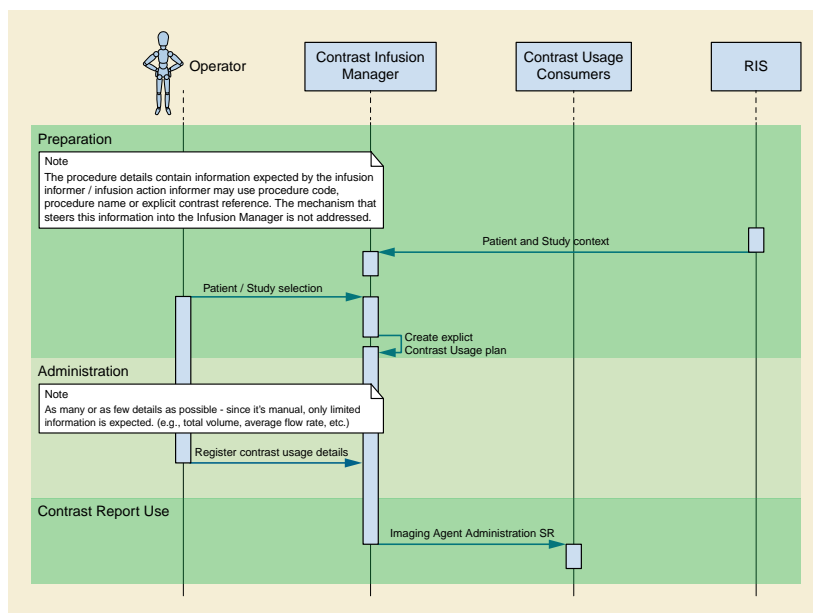 Operator
Contrast Infusion
Manager
Contrast Usage
Consumers
RIS
Preparation
Note
The procedure details contain information expected by the infusion
informer / infusion action informer may use procedure code,
procedure name or explicit contrast reference. The mechanism that
steers this information into the Infusion Manager is not addressed.
Patient and Study context
Patient / Study selection
Create explict
Contrast Usage plan
Administration
Note
As many or as few details as possible - since it's manual, only limited
information is expected. (e.g., total volume, average flow rate, etc.)
Register contrast usage details
Contrast Report Use
Imaging Agent Administration SR